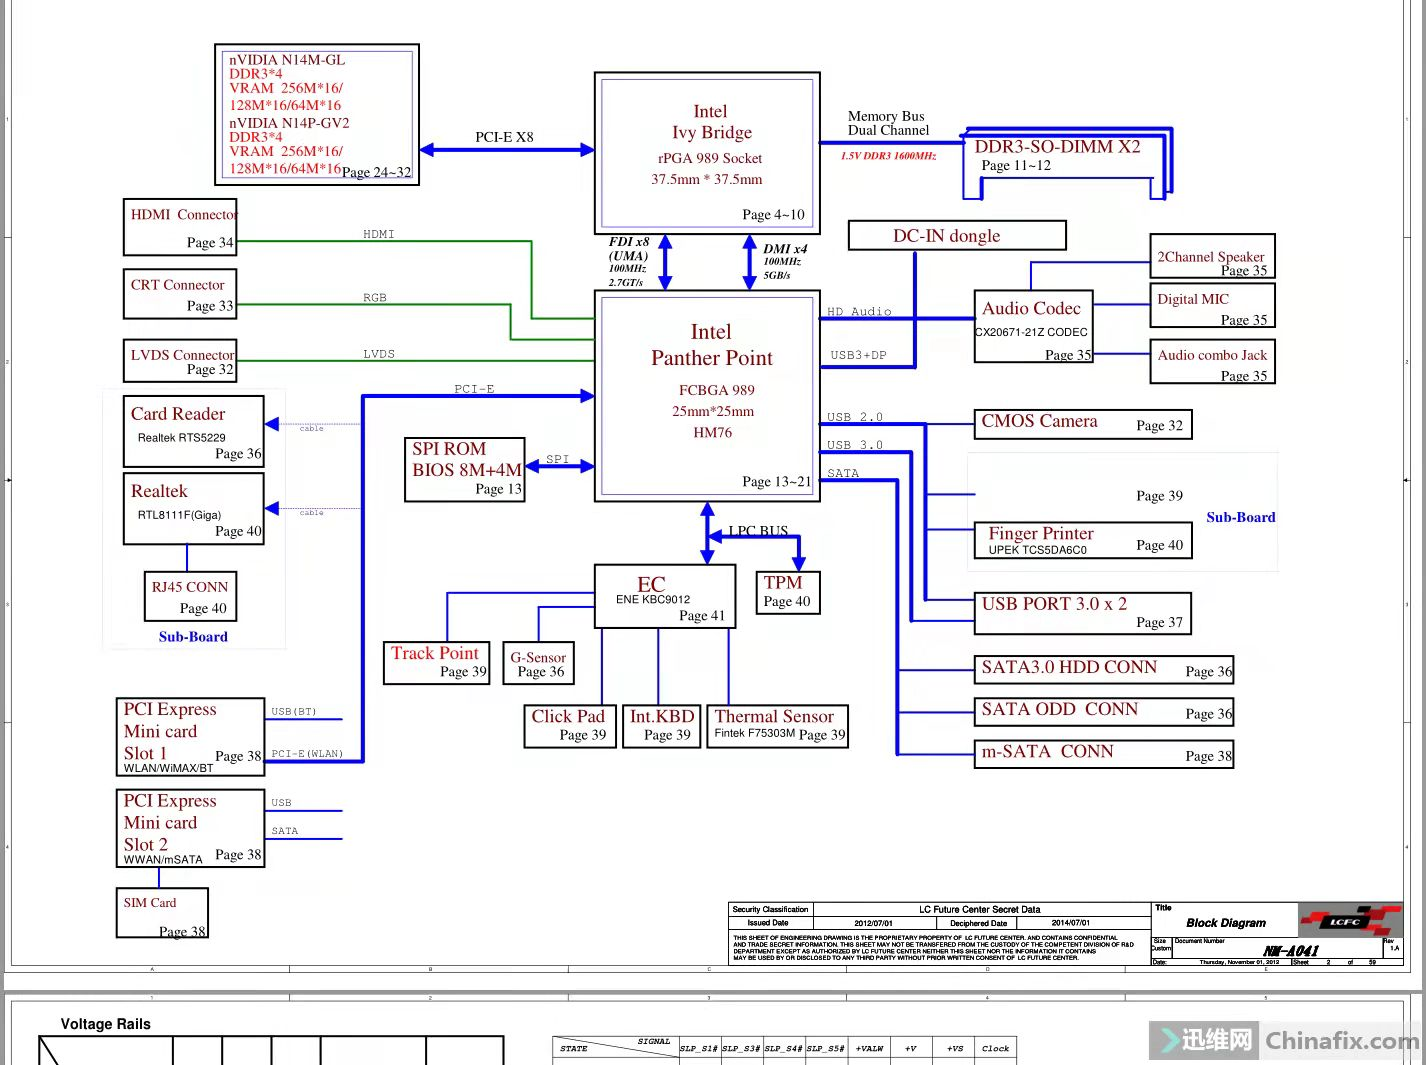 nVIDIA N14M-GL
DDR3*4
VRAM 256M*16/
128M*16/64M*16
nVIDIA N14P-GV2
DDR3*4
VRAM 256M*16/
128M*16/64M*16
Page 24~32
PCI-E X8
Intel
Ivy Bridge
rPGA 989 Socket
37.5mm * 37.5mm
Page 4~10
Memory Bus
Dual Channel
1.5V DDR3 1600MHz
DDR3-SO-DIMM X2
Page 11~12
HDMI Connector
Page 34
HDMI
CRT Connector
Page 33
RGB
LVDS Connector
Page 32
LVDS
FDI x8
(UMA)
100MHz
2.7GT/s
DMI x4
100MHz
5GB/s
DC-IN dongle
Intel
Panther Point
FCBGA 989
25mm*25mm
HM76
Page 13~21
HD Audio
USB3+DP
USB 2.0
USB 3.0
SATA
Audio Codec
CX20671-21Z CODEC
Page 35
2Channel Speaker
Page 35
Digital MIC
Page 35
Audio combo Jack
Page 35
PCI-E
Card Reader
Realtek RTS5229
Page 36
cable
Realtek
RTL8111F(Giga)
Page 40
cable
RJ45 CONN
Page 40
Sub-Board
SPI ROM
BIOS 8M+4M
Page 13
SPI
CMOS Camera
Page 32
Page 39
Sub-Board
Finger Printer
UPEK TCS5DA6C0
Page 40
LPC BUS
EC
ENE KBC9012
Page 41
TPM
Page 40
USB PORT 3.0 x 2
Page 37
Track Point
Page 39
G-Sensor
Page 36
SATA3.0 HDD CONN
Page 36
SATA ODD CONN
Page 36
m-SATA CONN
Page 38
Click Pad
Page 39
Int.KBD
Page 39
Thermal Sensor
Fintek F75303M
Page 39
PCI Express
Mini card
Slot 1
WLAN/WiMAX/BT
Page 38
USB(BT)
PCI-E(WLAN)
PCI Express
Mini card
Slot 2
WWAN/mSATA
Page 38
USB
SATA
SIM Card
Page 38
Security Classification
LC Future Center Secret Data
Issued Date
2012/07/01
Deciphered Date
2014/07/01
THIS SHEET OF ENGINEERING DRAWING IS THE PROPRIETARY PROPERTY OF LC FUTURE CENTER. AND CONTAINS CONFIDENTIAL
AND TRADE SECRET INFORMATION. THIS SHEET MAY NOT BE TRANSFERED FROM THE CUSTODY OF THE COMPETENT DIVISION OF R&D
DEPARTMENT EXCEPT AS AUTHORIZED BY LC FUTURE CENTER NEITHER THIS SHEET NOR THE INFORMATION IT CONTAINS
MAY BE USED BY OR DISCLOSED TO ANY THIRD PARTY WITHOUT PRIOR WRITTEN CONSENT OF LC FUTURE CENTER.
Title
Block Diagram
LCFC
Size
Custom
Document Number
NM-A041
Rev
1.A
Date:
Thursday, November 01, 2012
Sheet
2
of
59
A
B
C
D
E
1
2
3
4
5
Voltage Rails
SIGNAL
STATE
SLP_S1#
SLP_S3#
SLP_S4#
SLP_S5#
+VALW
+V
+VS
Clock
迅维网
Chinafix.com